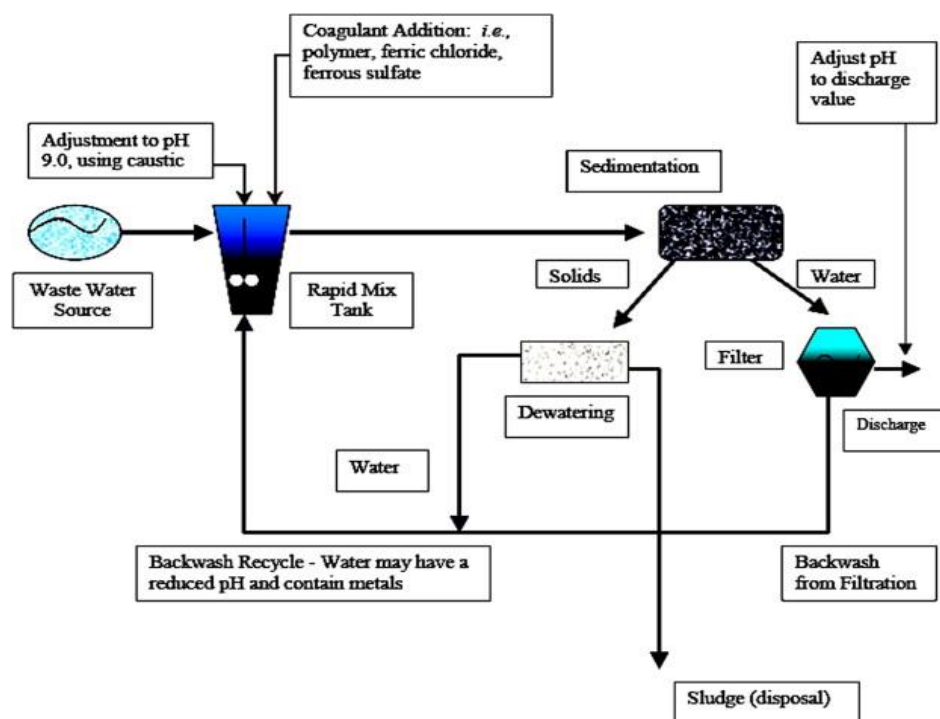 Coagulant Addition: i.e.,
polymer, ferric chloride,
ferrous sulfate
Adjust pH
to discharge
value
Adjustment to pH
9.0, using caustic
Sedimentation
Solids
Water
Waste Water
Source
Rapid Mix
Tank
Filter
Dewatering
Discharge
Water
Backwash Recycle - Water may have a
reduced pH and contain metals
Backwash
from Filtration
Sludge (disposal)